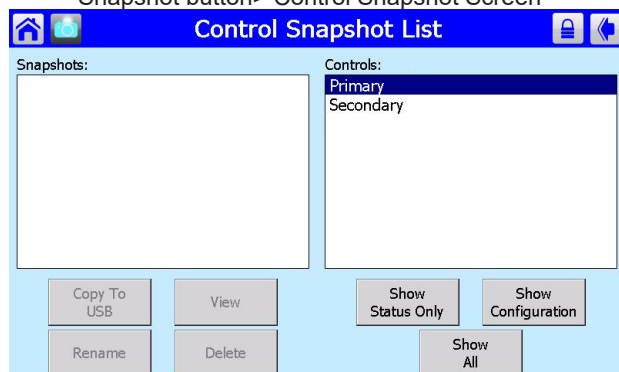 Snapshot button> Control Snapshot Screen
Control Snapshot List
Snapshots:
Controls:
Primary
Secondary
Copy To
USB
View
Show
Status Only
Show
Configuration
Rename
Delete
Show
All